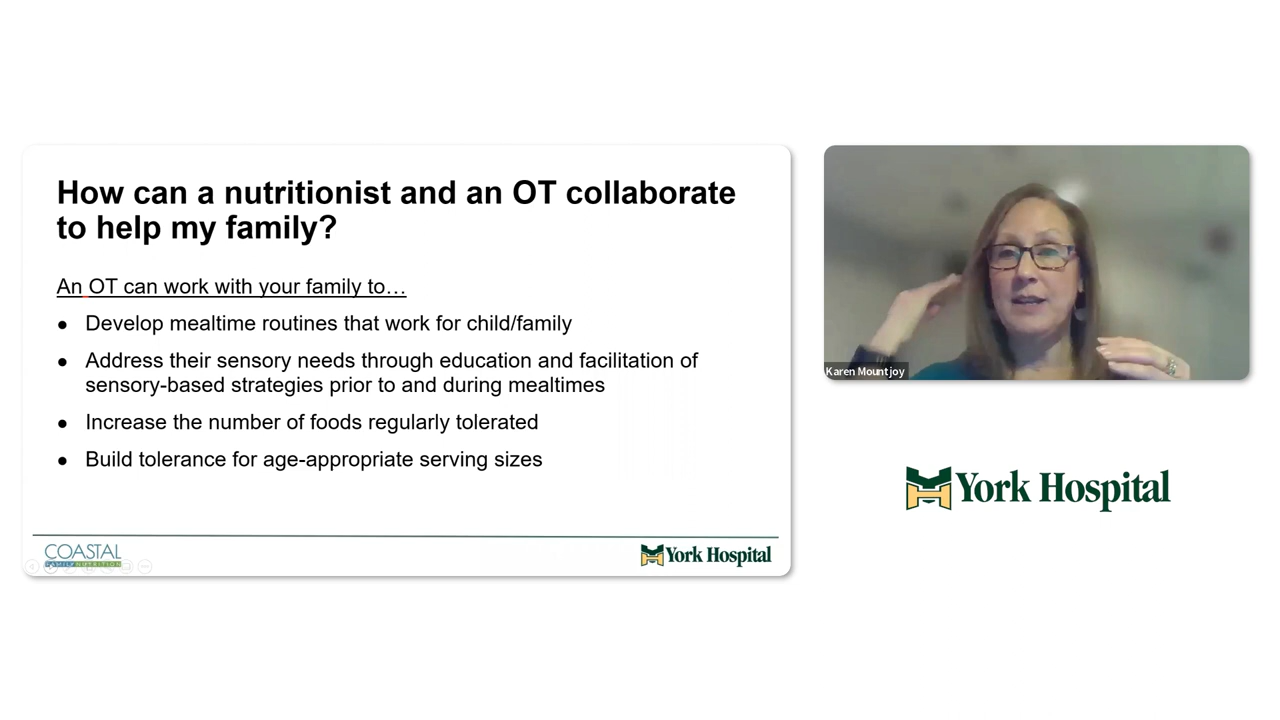 How can a nutritionist and an OT collaborate
to help my family?
An OT can work with your family to…
● Develop mealtime routines that work for child/family
● Address their sensory needs through education and facilitation of
sensory-based strategies prior to and during mealtimes
● Increase the number of foods regularly tolerated
● Build tolerance for age-appropriate serving sizes
COASTAL
FAMILY NUTRITION
York Hospital
Karen Mountjoy
York Hospital